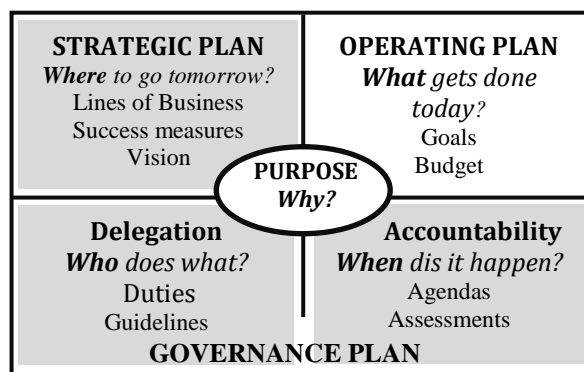 STRATEGIC PLAN
Where to go tomorrow?
Lines of Business
Success measures
Vision
OPERATING PLAN
What gets done
today?
Goals
Budget
PURPOSE
Why?
Delegation
Who does what?
Duties
Guidelines
Accountability
When dis it happen?
Agendas
Assessments
GOVERNANCE PLAN